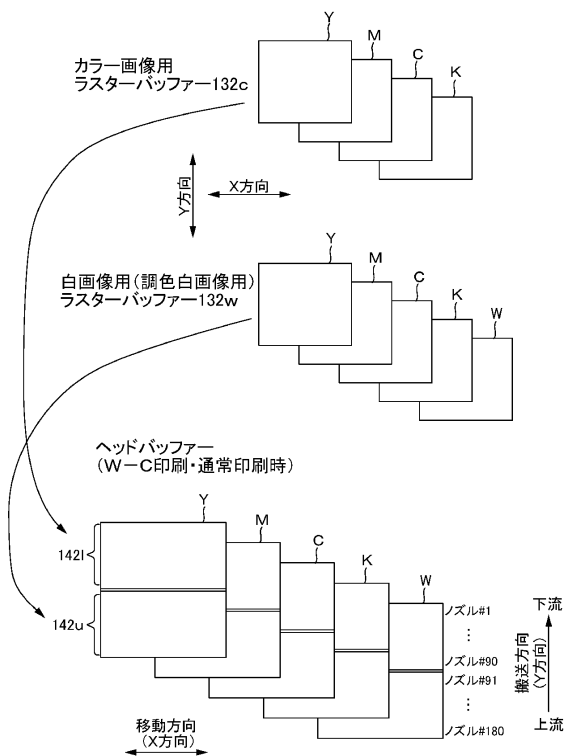 Y
M
C
K
カラー画像用
ラスターバッファー132c
Y方向
X方向
Y
M
C
K
W
白画像用(調色白画像用)
ラスターバッファー132w
ヘッドバッファー
(W−C印刷・通常印刷時)
Y
M
C
K
W
142l
142u
ノズル#1
⋮
ノズル#90
ノズル#91
⋮
ノズル#180
下流
搬送方向
(Y方向)
上流
移動方向
(X方向)